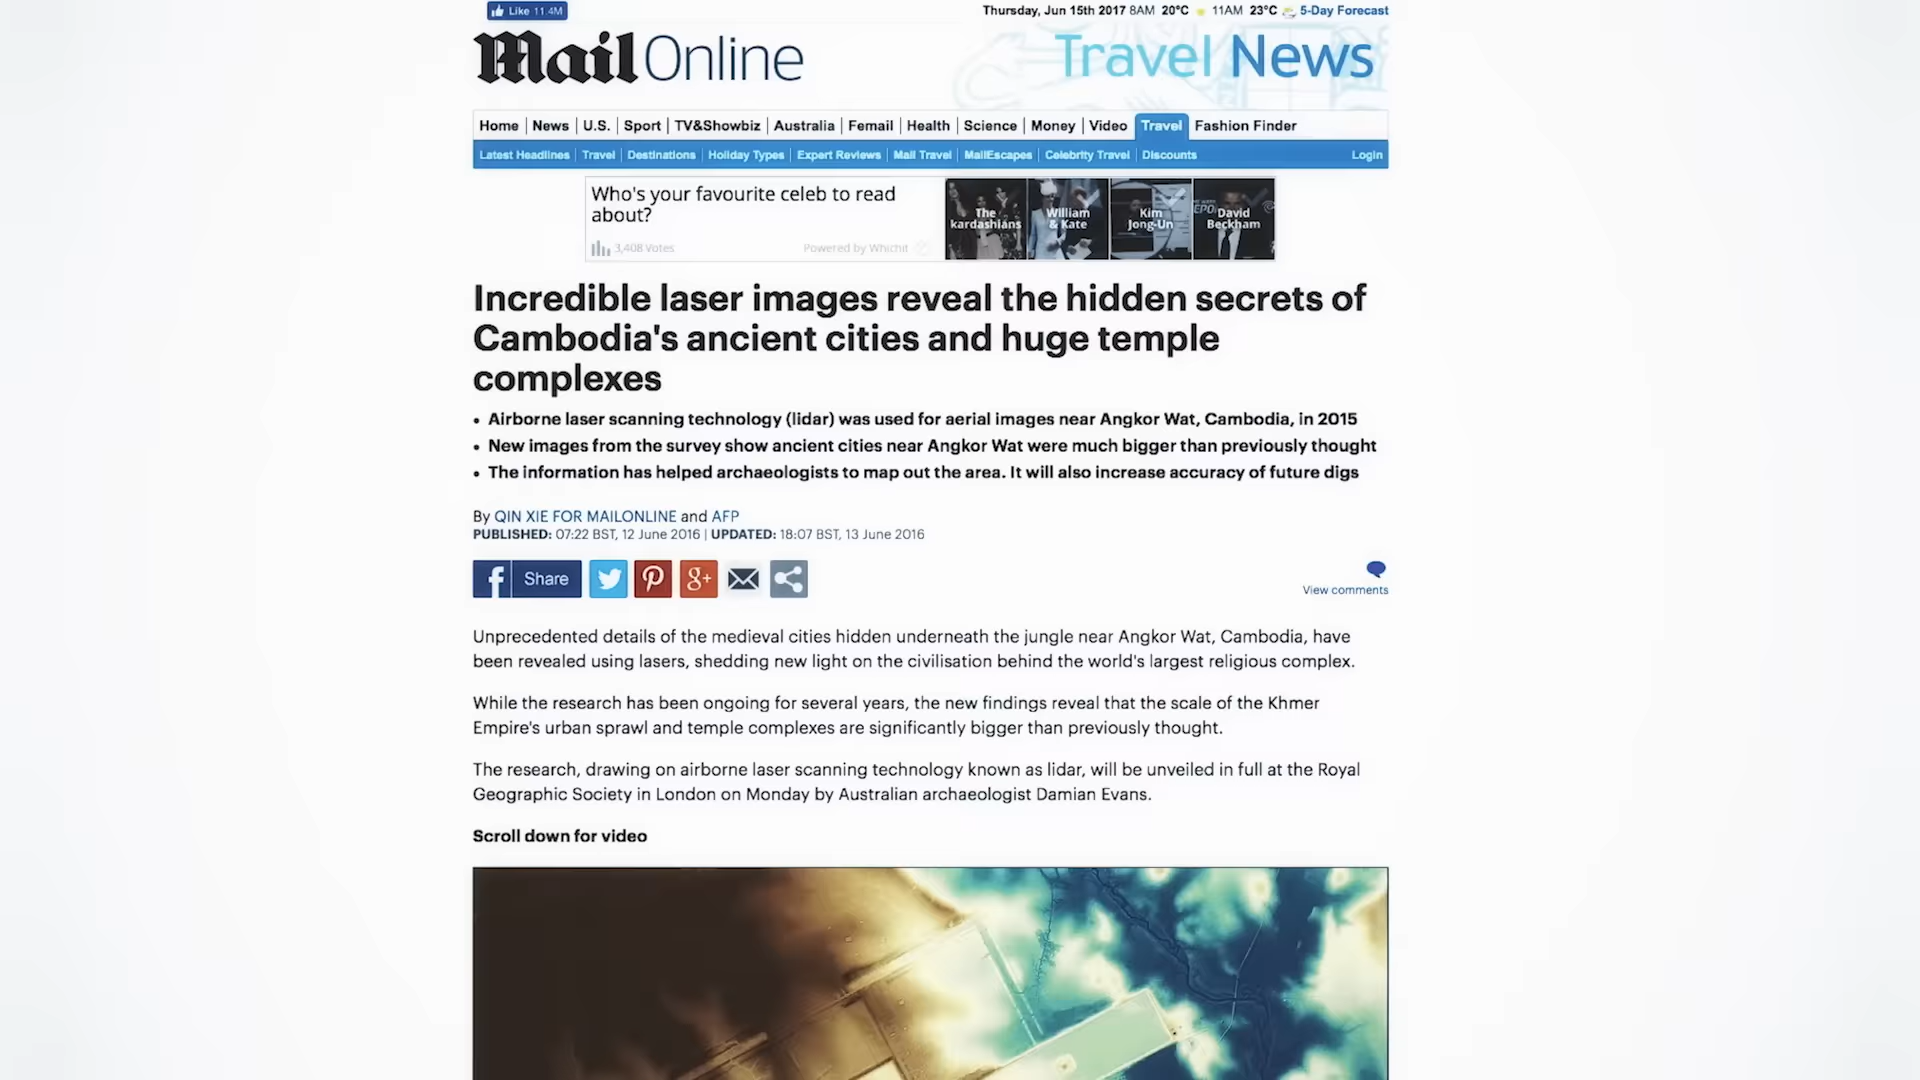 Like 11.4M
Thursday, Jun 15th 2017 8AM 20°C 11AM 23°C 5-Day Forecast
Mail Online
Travel News
Home News U.S. Sport TV&Showbiz Australia Femail Health Science Money Video Travel Fashion Finder
Latest Headlines Travel Destinations Holiday Types Expert Reviews Mail Travel MailEscapes Celebrity Travel Discounts Login
Who's your favourite celeb to read
about?
3,408 Votes
Powered by Whichit
The
kardashians
William
& Kate
Kim
Jong-Un
David
Beckham
Incredible laser images reveal the hidden secrets of
Cambodia's ancient cities and huge temple
complexes
• Airborne laser scanning technology (lidar) was used for aerial images near Angkor Wat, Cambodia, in 2015
• New images from the survey show ancient cities near Angkor Wat were much bigger than previously thought
• The information has helped archaeologists to map out the area. It will also increase accuracy of future digs
By QIN XIE FOR MAILONLINE and AFP
PUBLISHED: 07:22 BST, 12 June 2016 | UPDATED: 18:07 BST, 13 June 2016
Share
View comments
Unprecedented details of the medieval cities hidden underneath the jungle near Angkor Wat, Cambodia, have
been revealed using lasers, shedding new light on the civilisation behind the world's largest religious complex.
While the research has been ongoing for several years, the new findings reveal that the scale of the Khmer
Empire's urban sprawl and temple complexes are significantly bigger than previously thought.
The research, drawing on airborne laser scanning technology known as lidar, will be unveiled in full at the Royal
Geographic Society in London on Monday by Australian archaeologist Damian Evans.
Scroll down for video